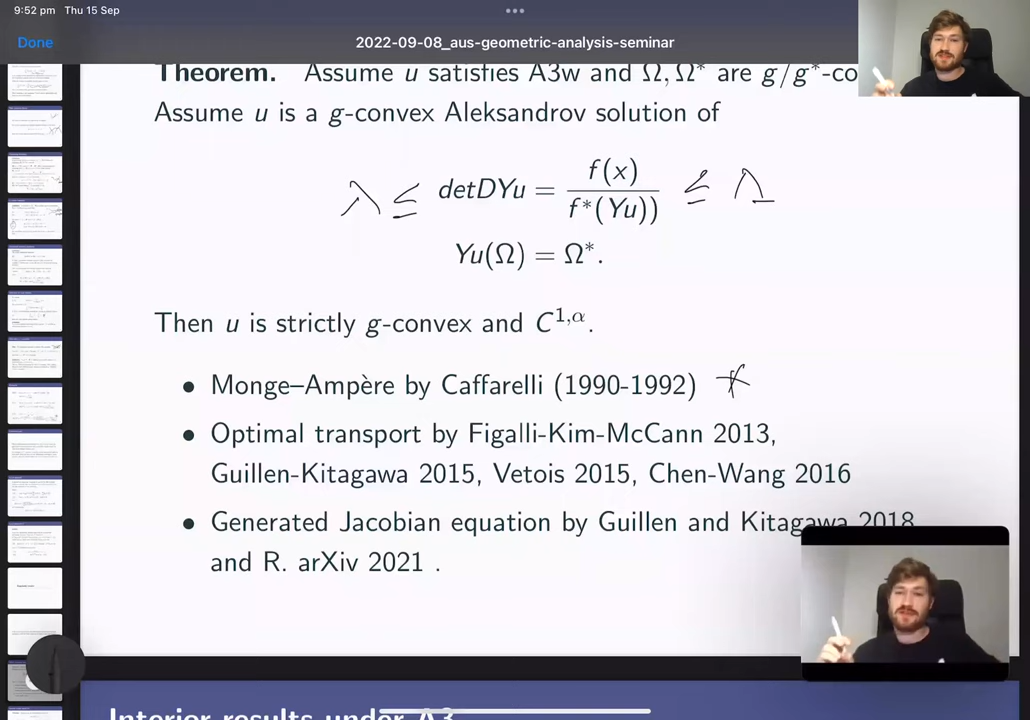 9:52 pm Thu 15 Sep
Done
2022-09-08_aus-geometric-analysis-seminar
Theorem. Assume u satisfies A3w and Ω, Ω* are g/g*-co
Assume u is a g-convex Aleksandrov solution of
λ ≤ detDYu = f(x) / f*(Yu)) ≤ Λ
Yu(Ω) = Ω*.
Then u is strictly g-convex and C^{1,α}.
• Monge–Ampère by Caffarelli (1990-1992) *
• Optimal transport by Figalli-Kim-McCann 2013,
Guillen-Kitagawa 2015, Vetois 2015, Chen-Wang 2016
• Generated Jacobian equation by Guillen and Kitagawa 2018
and R. arXiv 2021 .
Interior results under A3